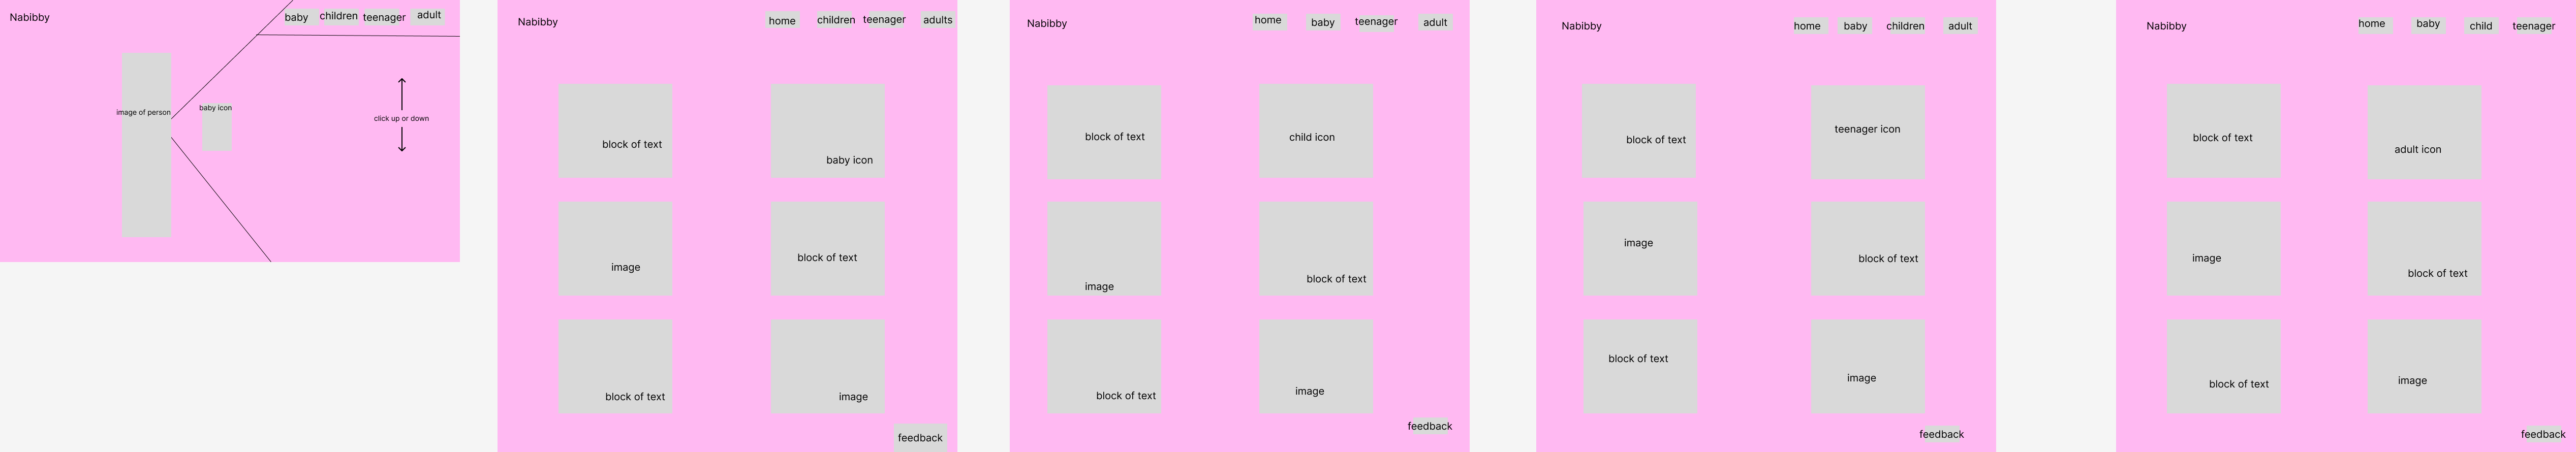 Nabibby
baby children teenager adult
image of person
baby icon
click up or down
Nabibby
home children teenager adults
block of text
baby icon
image
block of text
block of text
image
feedback
Nabibby
home baby teenager adult
block of text
child icon
image
block of text
block of text
image
feedback
Nabibby
home baby children adult
block of text
teenager icon
image
block of text
block of text
image
feedback
Nabibby
home baby child teenager
block of text
adult icon
image
block of text
block of text
image
feedback